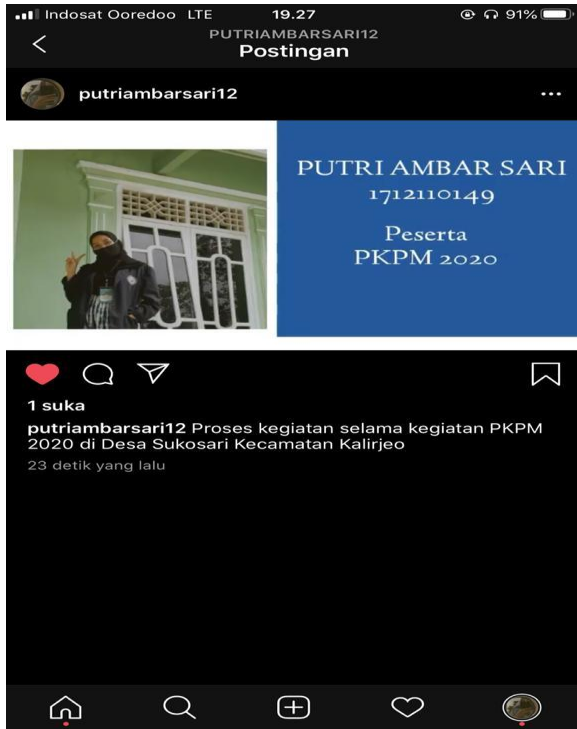 Indosat Ooredoo LTE 19.27 91%
PUTRIAMBARSARI12
Postingan
putriambarsari12
PUTRI AMBAR SARI
1712110149
Peserta
PKPM 2020
1 suka
putriambarsari12 Proses kegiatan selama kegiatan PKPM
2020 di Desa Sukosari Kecamatan Kalirjeo
23 detik yang lalu